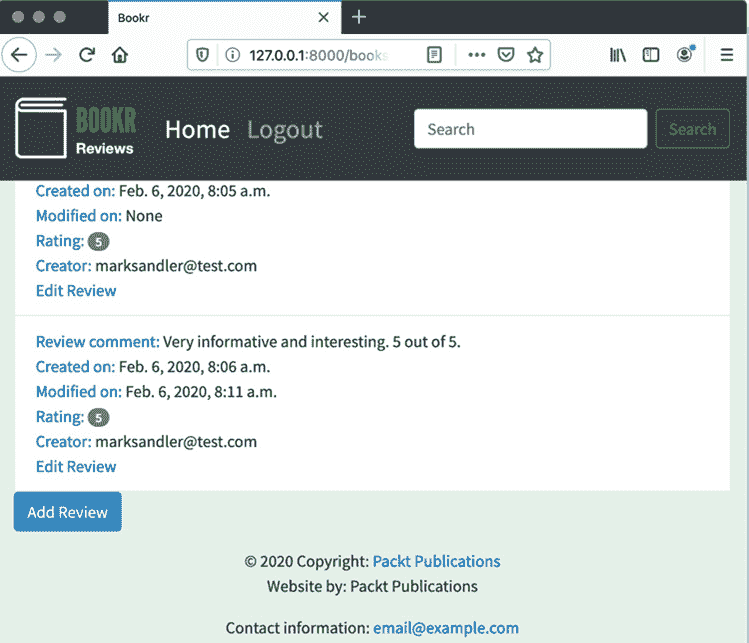 Bookr
127.0.0.1:8000/books
BOOKR
Reviews
Home
Logout
Search
Search
Created on: Feb. 6, 2020, 8:05 a.m.
Modified on: None
Rating: 5
Creator: marksandler@test.com
Edit Review
Review comment: Very informative and interesting. 5 out of 5.
Created on: Feb. 6, 2020, 8:06 a.m.
Modified on: Feb. 6, 2020, 8:11 a.m.
Rating: 5
Creator: marksandler@test.com
Edit Review
Add Review
© 2020 Copyright: Packt Publications
Website by: Packt Publications
Contact information: email@example.com